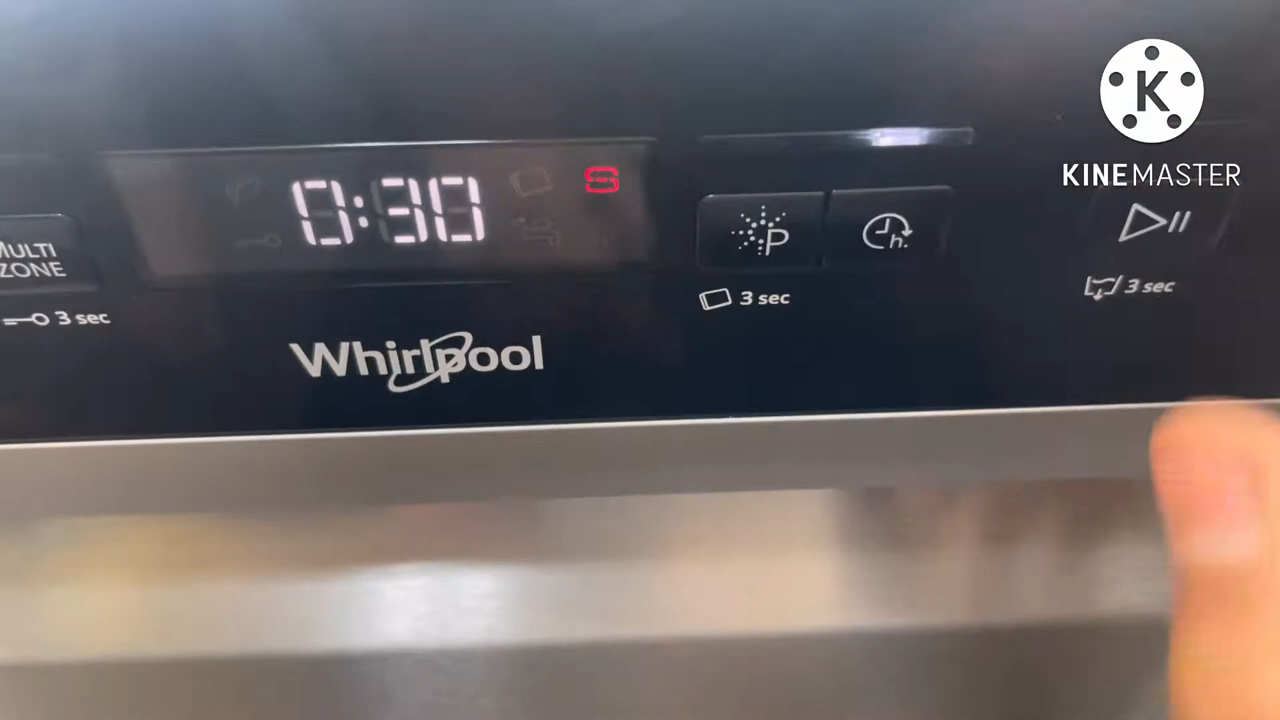 K
KINEMASTER
0:30
S
MULTI
ZONE
P
h.
3 sec
3 sec
3 sec
Whirlpool